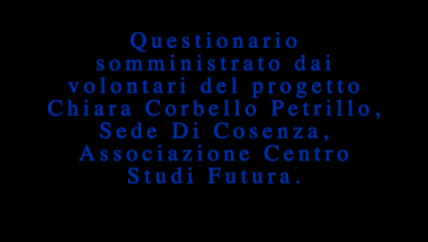 Questionario
somministrato dai
volontari del progetto
Chiara Corbello Petrillo,
Sede Di Cosenza,
Associazione Centro
Studi Futura.